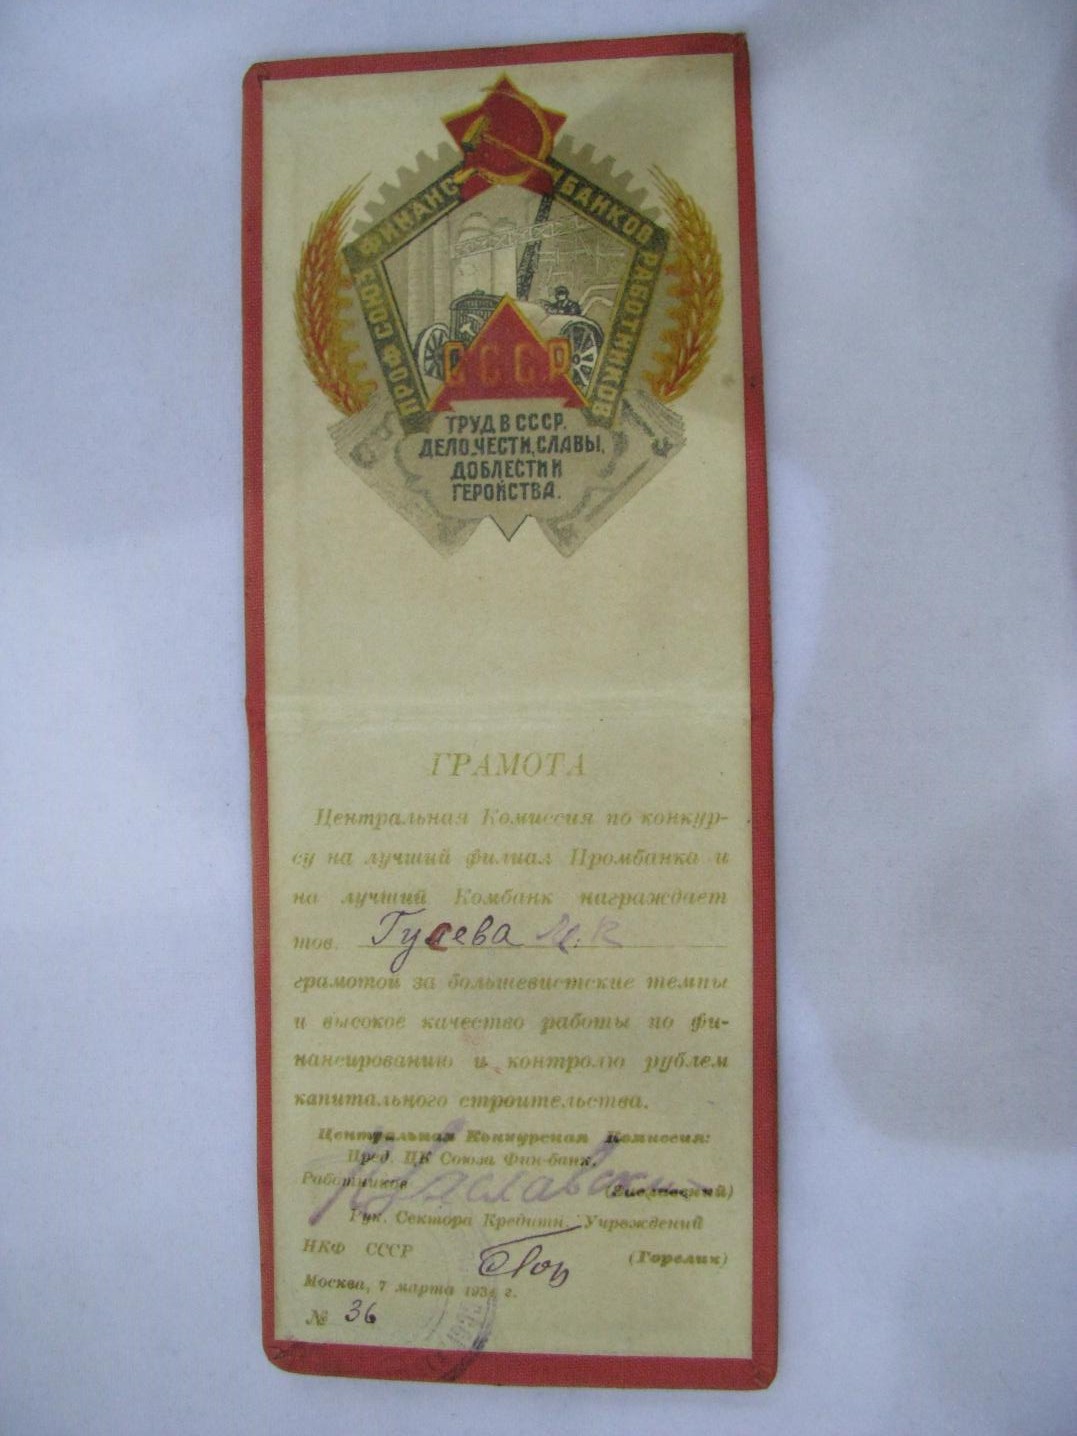 ПРОФ СОЮЗ ФИНАНС БАНКОВ РАБОТНИКОВ
СССР
ТРУД В СССР.
ДЕЛО ЧЕСТИ, СЛАВЫ,
ДОБЛЕСТИ И
ГЕРОЙСТВА.
ГРАМОТА
Центральная Комиссия по конкур-
су на лучший филиал Промбанка и
на лучший Комбанк награждает
тов.
грамотой за большевистские темпы
и высокое качество работы по фи-
нансированию и контролю рублем
капитального строительства.
Центральная Конкурсная Комиссия:
Пред. ЦК Союза Фин-банк.
Работников
Рук. Сектора Кредитн. Учреждений
НКФ СССР (Горелик)
Москва, 7 марта г.
№ 36